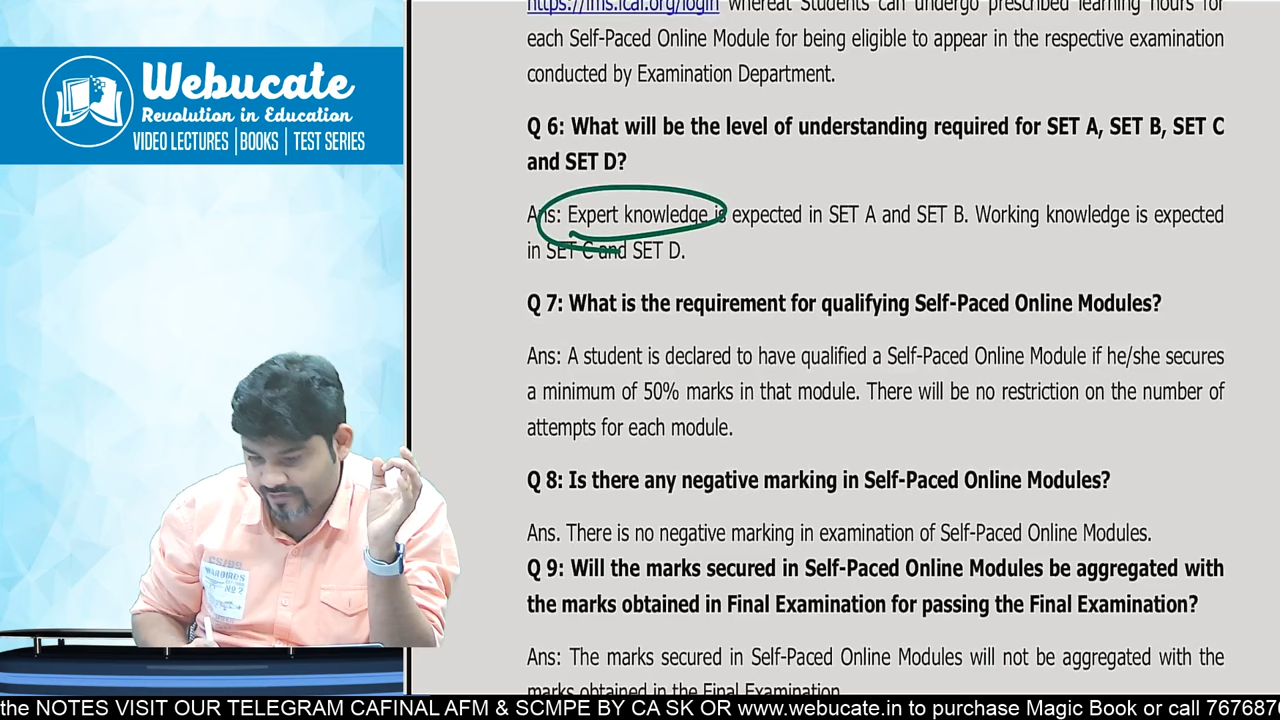 Webucate
Revolution in Education
VIDEO LECTURES | BOOKS | TEST SERIES
https://lms.icai.org/login whereat Students can undergo prescribed learning hours for
each Self-Paced Online Module for being eligible to appear in the respective examination
conducted by Examination Department.
Q 6: What will be the level of understanding required for SET A, SET B, SET C
and SET D?
Ans: Expert knowledge is expected in SET A and SET B. Working knowledge is expected
in SET C and SET D.
Q 7: What is the requirement for qualifying Self-Paced Online Modules?
Ans: A student is declared to have qualified a Self-Paced Online Module if he/she secures
a minimum of 50% marks in that module. There will be no restriction on the number of
attempts for each module.
Q 8: Is there any negative marking in Self-Paced Online Modules?
Ans. There is no negative marking in examination of Self-Paced Online Modules.
Q 9: Will the marks secured in Self-Paced Online Modules be aggregated with
the marks obtained in Final Examination for passing the Final Examination?
Ans: The marks secured in Self-Paced Online Modules will not be aggregated with the
marks obtained in the Final Examination
the NOTES VISIT OUR TELEGRAM CAFINAL AFM & SCMPE BY CA SK OR www.webucate.in to purchase Magic Book or call 767687